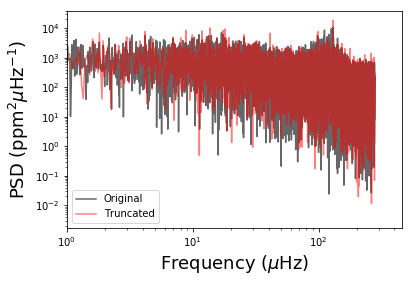 10⁴
10³
10²
10¹
10⁰
10⁻¹
10⁻²
PSD (ppm²μHz⁻¹)
Original
Truncated
10⁰ 10¹ 10²
Frequency (μHz)